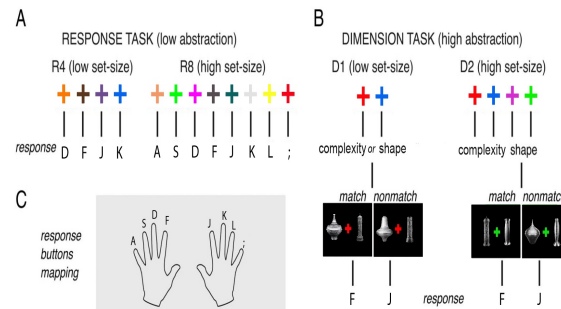 A
RESPONSE TASK (low abstraction)
R4 (low set-size) R8 (high set-size)
response D F J K A S D F J K L ;
B
DIMENSION TASK (high abstraction)
D1 (low set-size) D2 (high set-size)
complexity or shape complexity shape
match nonmatch match nonmatch
F J response F J
C
response
buttons
mapping
A S D F J K L ;